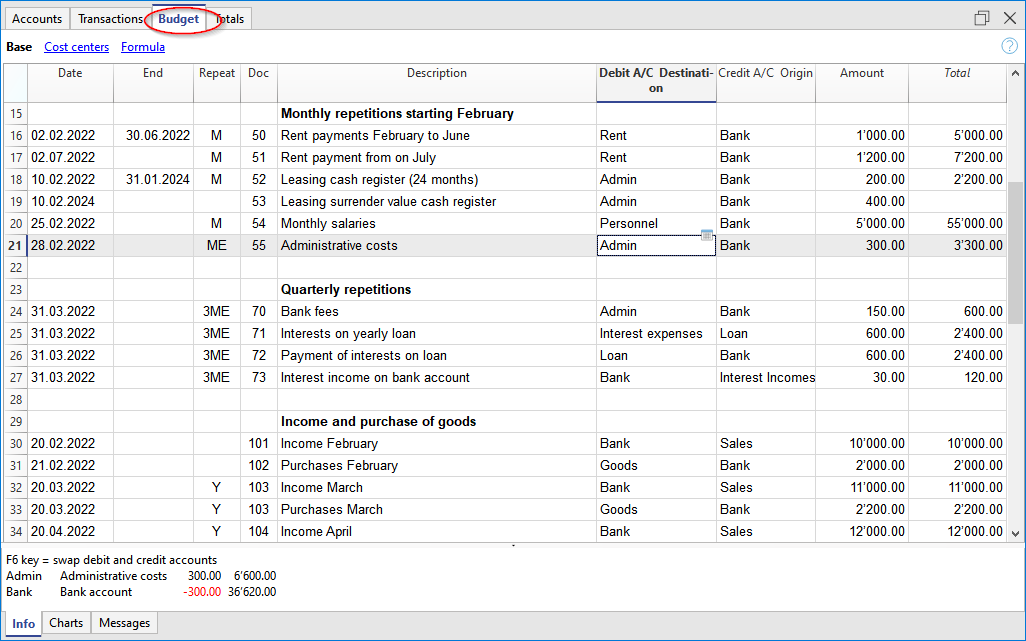 Accounts Transactions Budget Totals
Base Cost centers Formula
Date End Repeat Doc Description Debit A/C Destinati- Credit A/C Origin Amount Total
on
15 Monthly repetitions starting February
16 02.02.2022 30.06.2022 M 50 Rent payments February to June Rent Bank 1'000.00 5'000.00
17 02.07.2022 M 51 Rent payment from on July Rent Bank 1'200.00 7'200.00
18 10.02.2022 31.01.2024 M 52 Leasing cash register (24 months) Admin Bank 200.00 2'200.00
19 10.02.2024 53 Leasing surrender value cash register Admin Bank 400.00
20 25.02.2022 M 54 Monthly salaries Personnel Bank 5'000.00 55'000.00
21 28.02.2022 ME 55 Administrative costs Admin Bank 300.00 3'300.00
22
23 Quarterly repetitions
24 31.03.2022 3ME 70 Bank fees Admin Bank 150.00 600.00
25 31.03.2022 3ME 71 Interests on yearly loan Interest expenses Loan 600.00 2'400.00
26 31.03.2022 3ME 72 Payment of interests on loan Loan Bank 600.00 2'400.00
27 31.03.2022 3ME 73 Interest income on bank account Bank Interest Incomes 30.00 120.00
28
29 Income and purchase of goods
30 20.02.2022 101 Income February Bank Sales 10'000.00 10'000.00
31 21.02.2022 102 Purchases February Goods Bank 2'000.00 2'000.00
32 20.03.2022 Y 103 Income March Bank Sales 11'000.00 11'000.00
33 20.03.2022 Y 103 Purchases March Goods Bank 2'200.00 2'200.00
34 20.04.2022 Y 104 Income April Bank Sales 12'000.00 12'000.00
F6 key = swap debit and credit accounts
Admin Administrative costs 300.00 6'600.00
Bank Bank account -300.00 36'620.00
Info Charts Messages